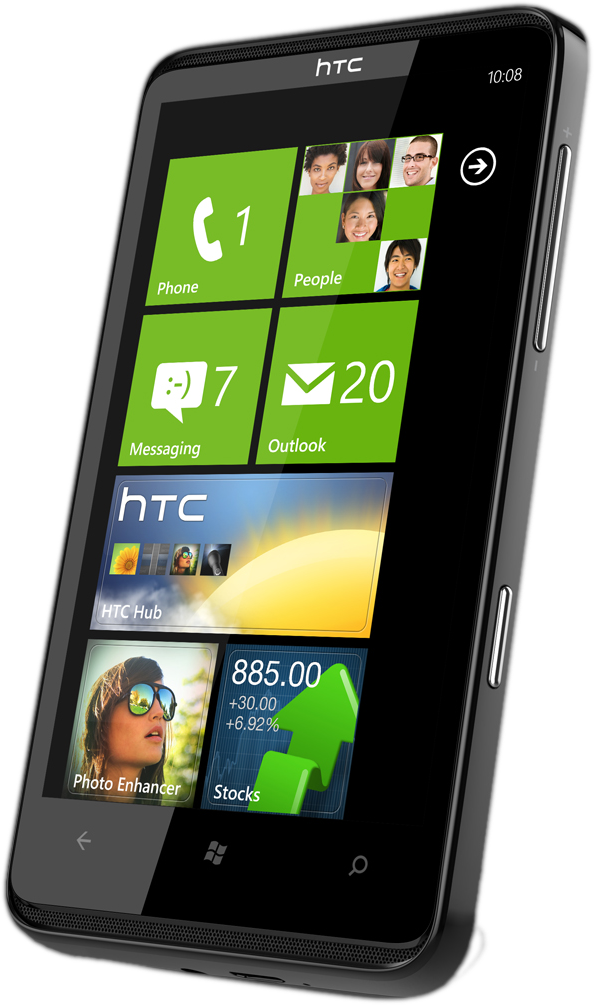 hTC
10:08
1
Phone
People
:-)
7
Messaging
20
Outlook
hTC
HTC Hub
Photo Enhancer
885.00
+30.00
+6.92%
Stocks
+
-